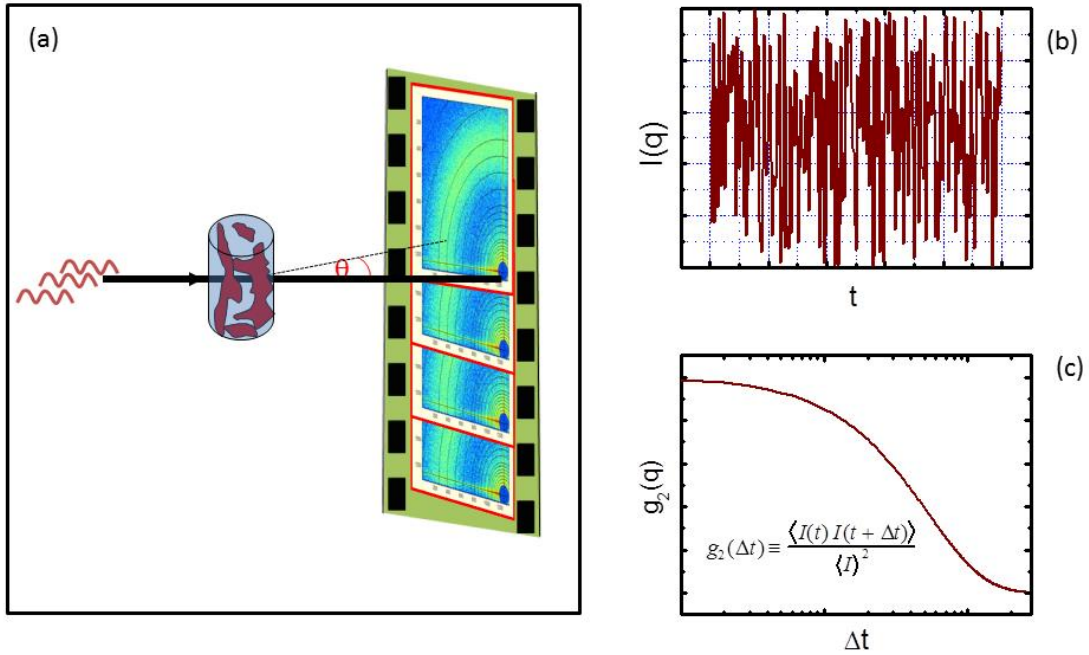 (a)
θ
(b)
I(q)
t
(c)
g₂(q)
g₂(Δt) ≡ ⟨I(t) I(t + Δt)⟩ / ⟨I⟩²
Δt